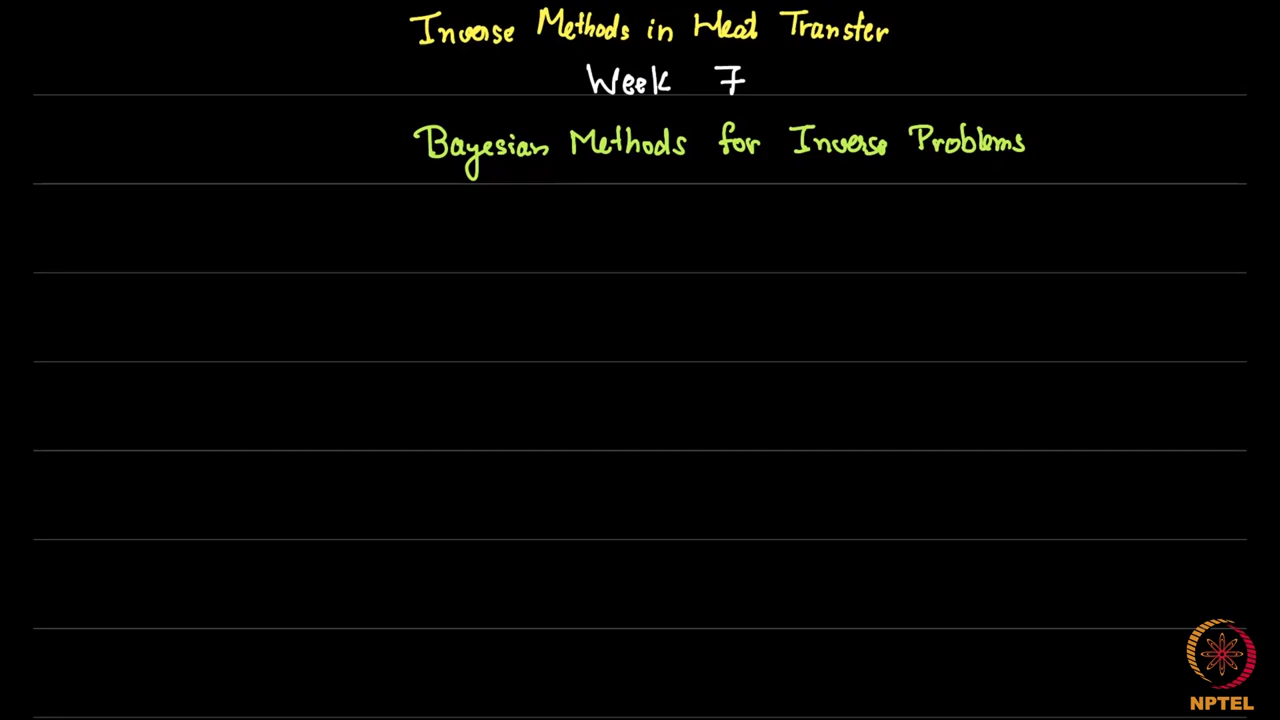 Inverse Methods in Heat Transfer
Week 7
Bayesian Methods for Inverse Problems
NPTEL